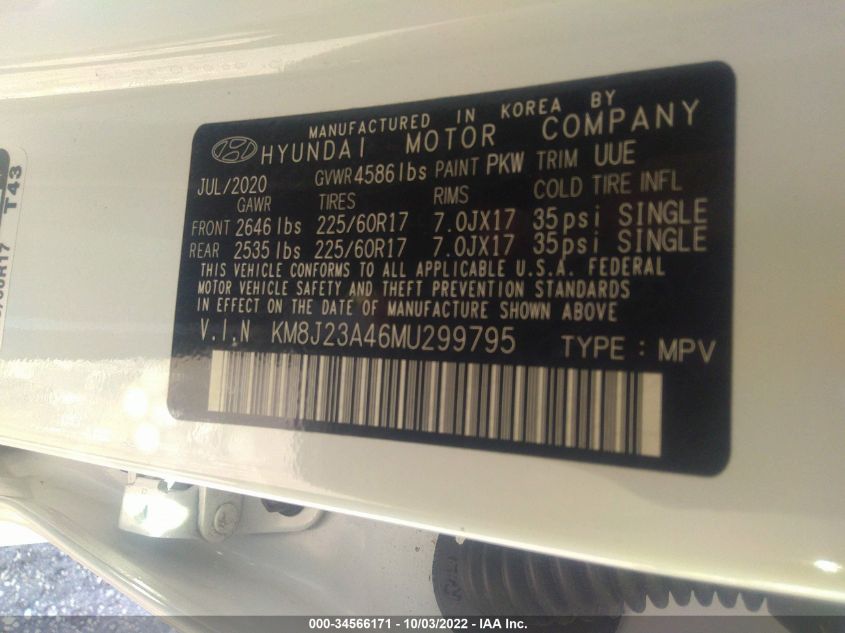 MANUFACTURED IN KOREA BY
HYUNDAI MOTOR COMPANY
JUL/2020 GVWR 4586 lbs PAINT PKW TRIM UUE
GAWR TIRES RIMS COLD TIRE INFL
FRONT 2646 lbs 225/60R17 7.0JX17 35psi SINGLE
REAR 2535 lbs 225/60R17 7.0JX17 35psi SINGLE
THIS VEHICLE CONFORMS TO ALL APPLICABLE U.S.A. FEDERAL
MOTOR VEHICLE SAFETY AND THEFT PREVENTION STANDARDS
IN EFFECT ON THE DATE OF MANUFACTURE SHOWN ABOVE
V.I.N KM8J23A46MU299795 TYPE : MPV
T43
000-34566171 - 10/03/2022 - IAA Inc.